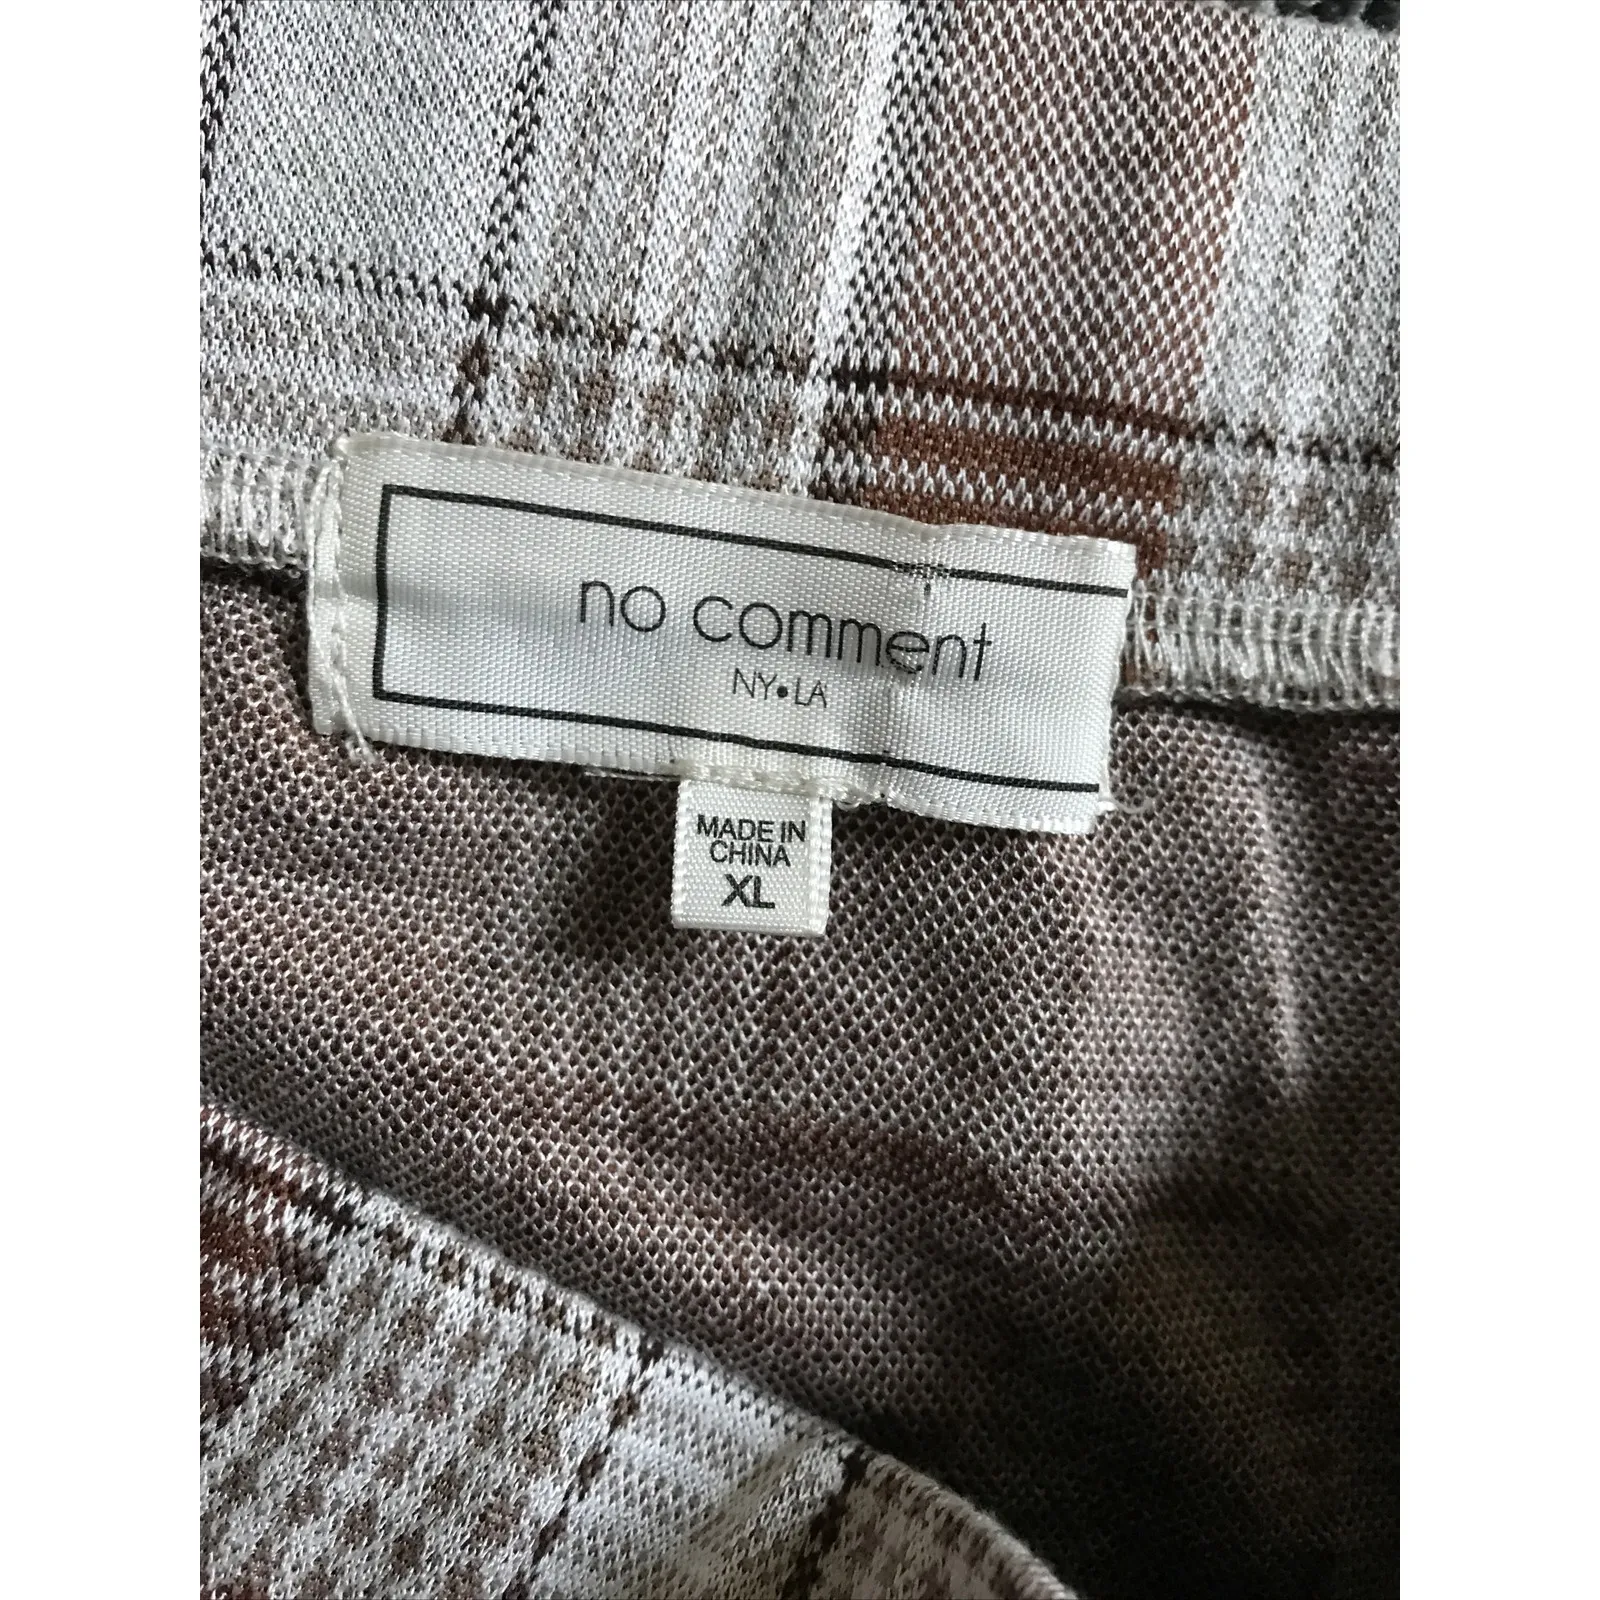 no comment
NY•LA
MADE IN
CHINA
XL